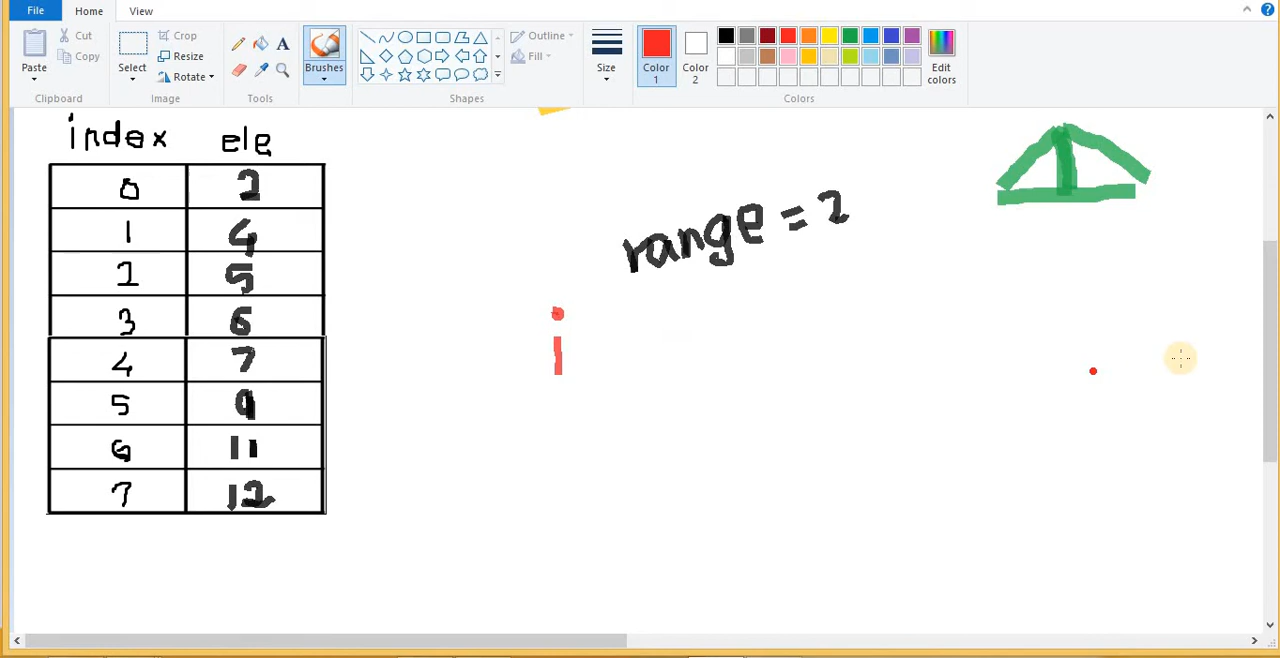 File Home View
Paste Cut Copy Clipboard
Select Crop Resize Rotate Image
Tools
Brushes
Outline Fill Shapes
Size
Color 1
Color 2
Edit colors
Colors
index ele
0 2
1 4
2 5
3 6
4 7
5 9
6 11
7 12
range = 2
i